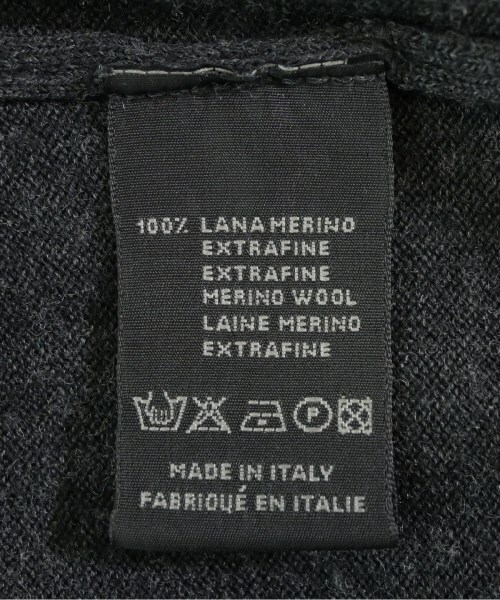 100% LANA MERINO
EXTRAFINE
EXTRAFINE
MERINO WOOL
LAINE MERINO
EXTRAFINE
P
MADE IN ITALY
FABRIQUÉ EN ITALIE